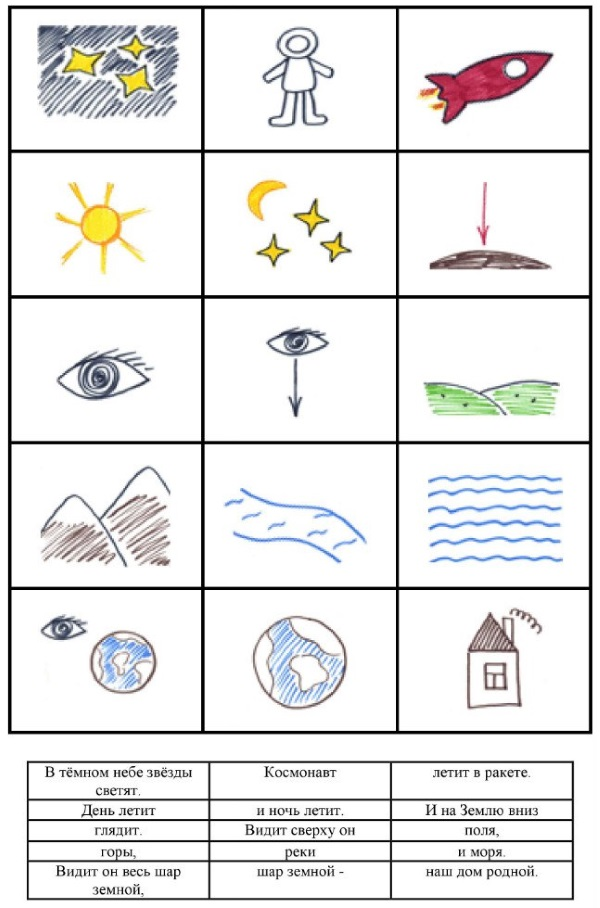 В тёмном небе звёзды
светят.
Космонавт
летит в ракете.
День летит
и ночь летит.
И на Землю вниз
глядит.
Видит сверху он
поля,
горы,
реки
и моря.
Видит он весь шар
земной,
шар земной -
наш дом родной.